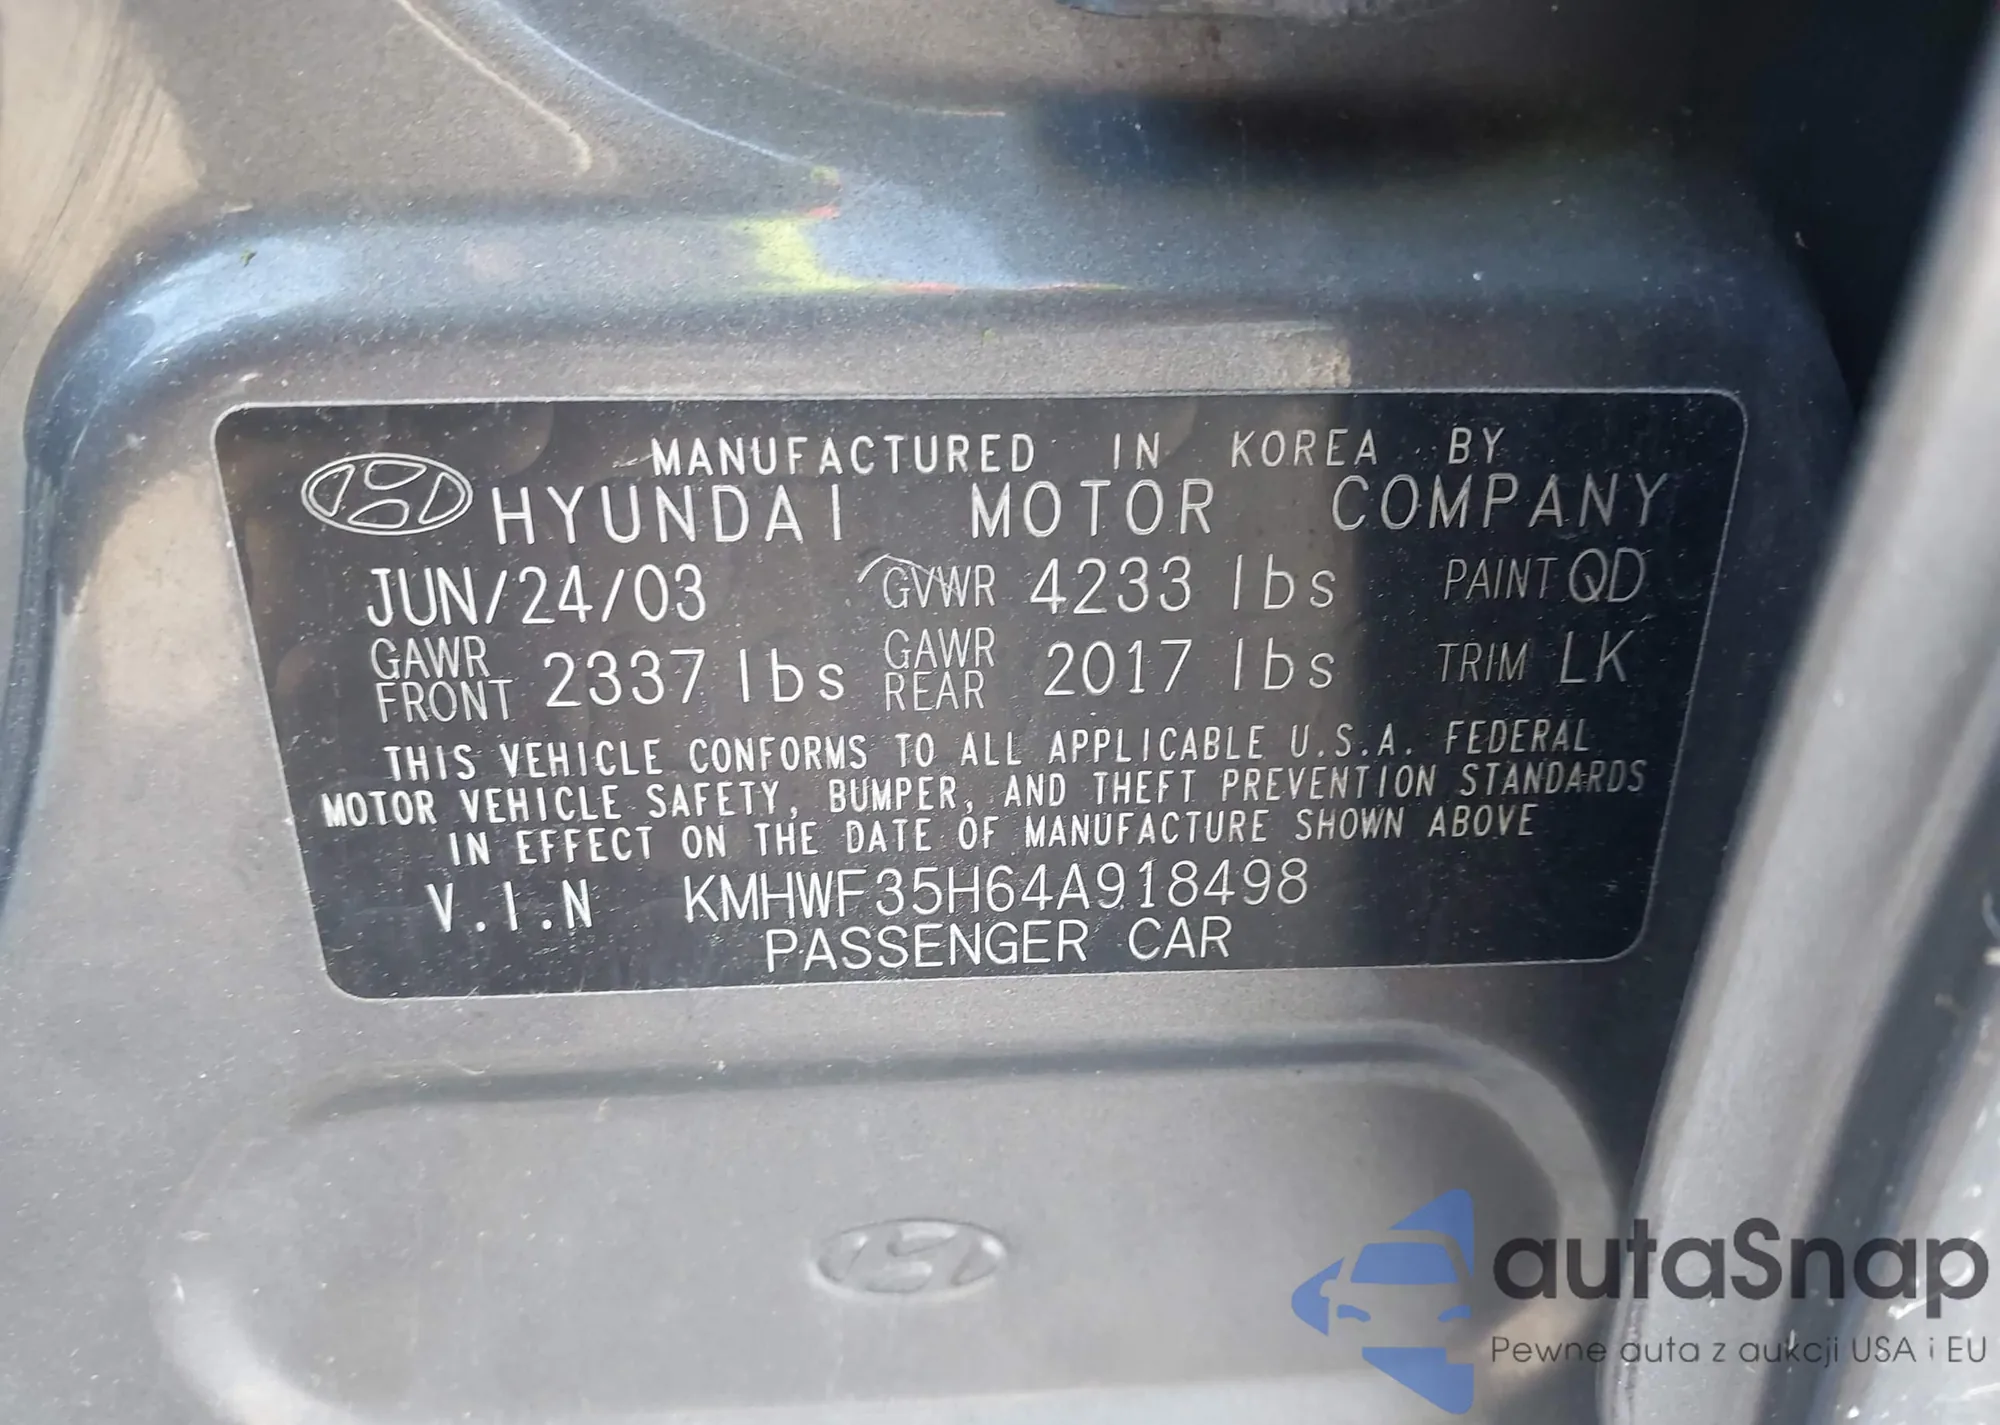 MANUFACTURED IN KOREA BY
HYUNDAI MOTOR COMPANY
JUN/24/03 GVWR 4233 lbs PAINT QD
GAWR FRONT 2337 lbs GAWR REAR 2017 lbs TRIM LK
THIS VEHICLE CONFORMS TO ALL APPLICABLE U.S.A. FEDERAL
MOTOR VEHICLE SAFETY, BUMPER, AND THEFT PREVENTION STANDARDS
IN EFFECT ON THE DATE OF MANUFACTURE SHOWN ABOVE
V.I.N KMHWF35H64A918498
PASSENGER CAR
autaSnap
Pewne auta z aukcji USA i EU